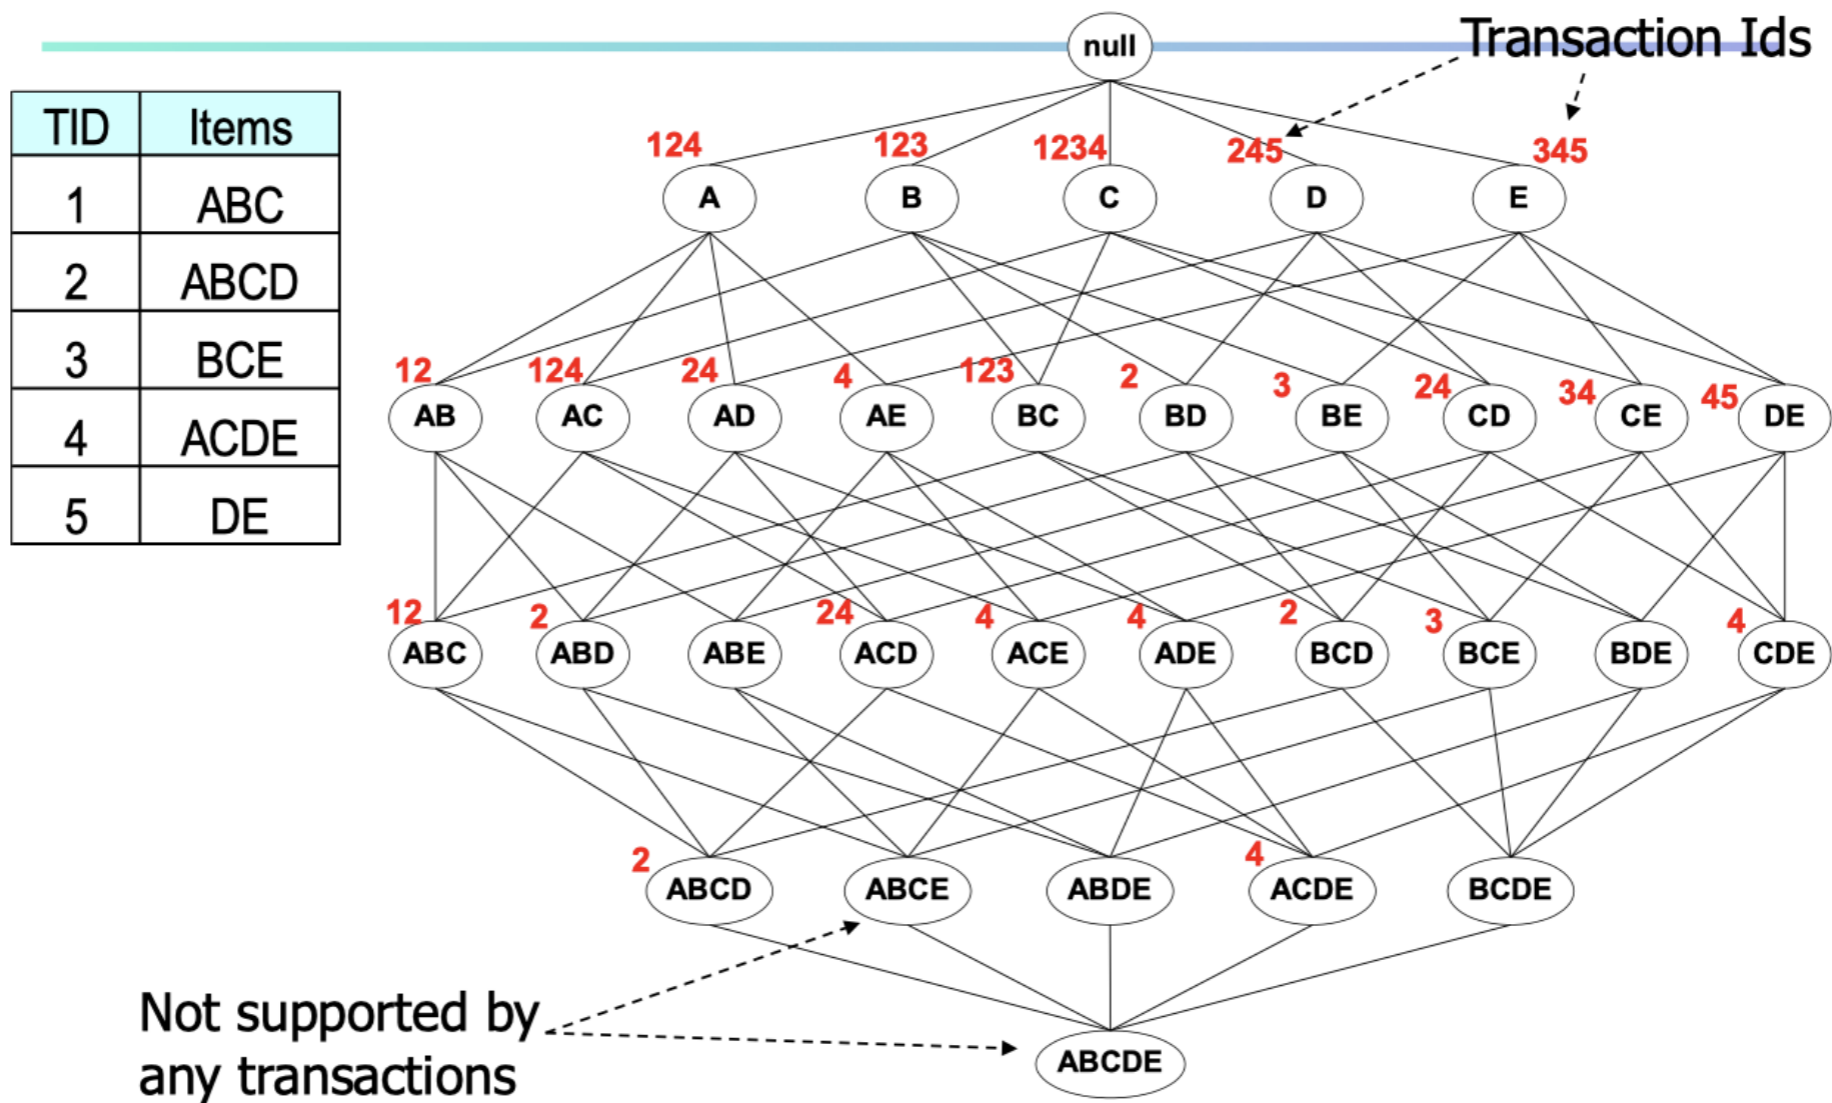 null
Transaction Ids
TID Items
1 ABC
2 ABCD
3 BCE
4 ACDE
5 DE
124 123 1234 245 345
A B C D E
12 124 24 4 123 2 3 24 34 45
AB AC AD AE BC BD BE CD CE DE
12 2 24 4 4 2 3 4
ABC ABD ABE ACD ACE ADE BCD BCE BDE CDE
2 4
ABCD ABCE ABDE ACDE BCDE
Not supported by
any transactions
ABCDE